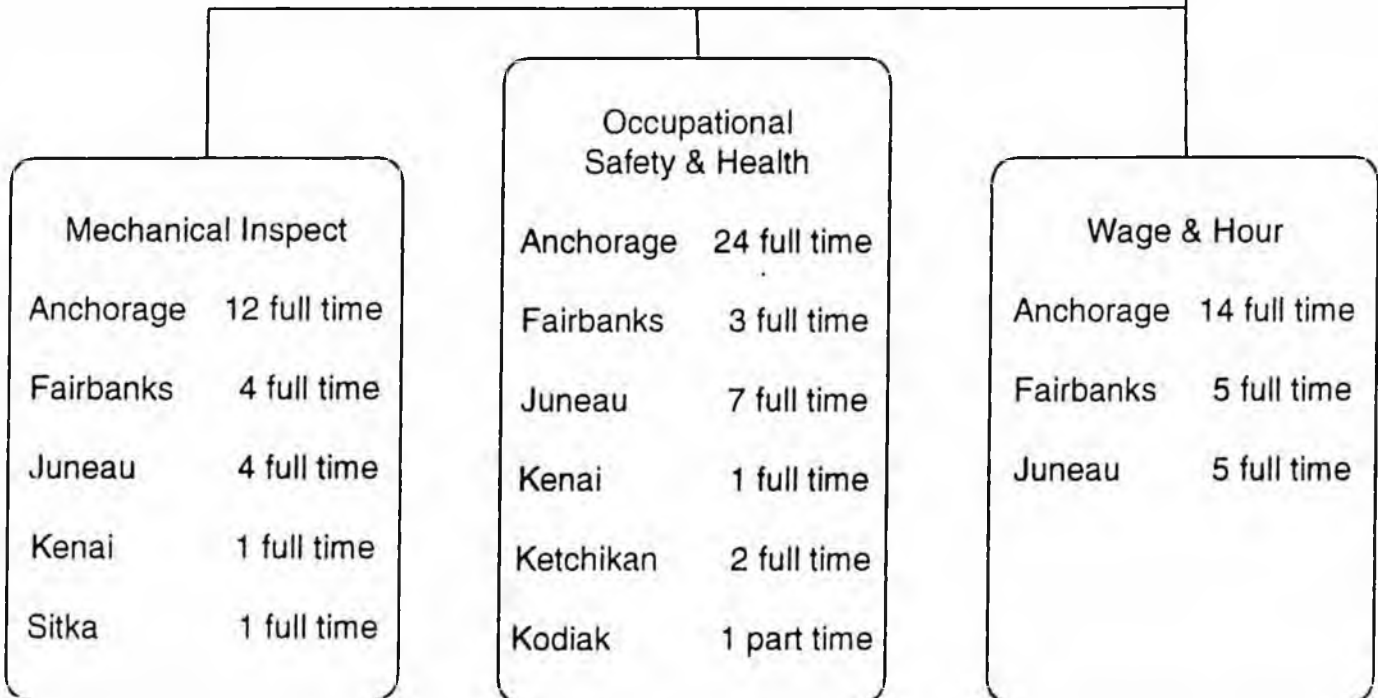 Mechanical Inspect
Anchorage 12 full time
Fairbanks 4 full time
Juneau 4 full time
Kenai 1 full time
Sitka 1 full time
Occupational
Safety & Health
Anchorage 24 full time
Fairbanks 3 full time
Juneau 7 full time
Kenai 1 full time
Ketchikan 2 full time
Kodiak 1 part time
Wage & Hour
Anchorage 14 full time
Fairbanks 5 full time
Juneau 5 full time